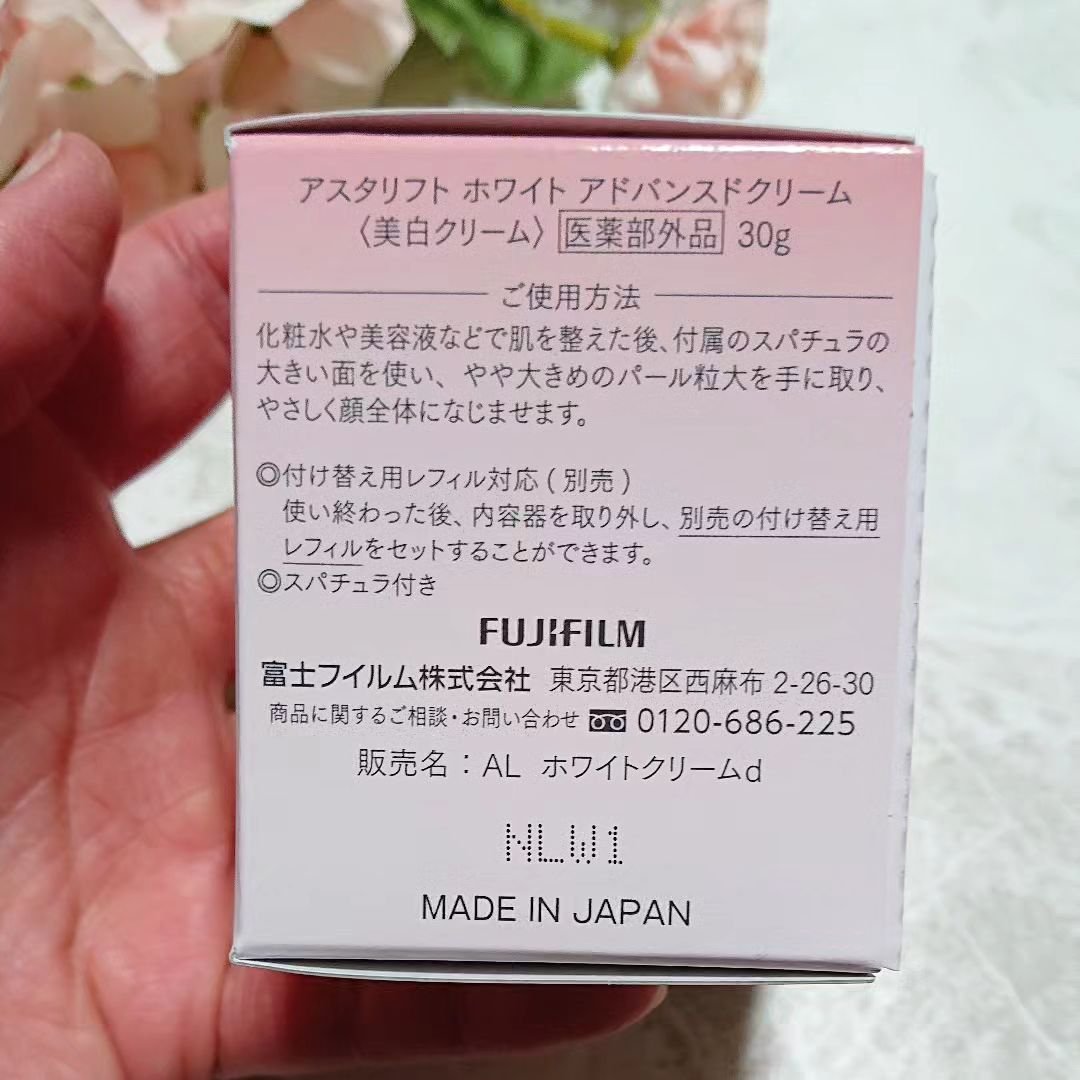 アスタリフト ホワイト アドバンスドクリーム
〈美白クリーム〉 医薬部外品 30g
ご使用方法
化粧水や美容液などで肌を整えた後、付属のスパチュラの
大きい面を使い、やや大きめのパール粒大を手に取り、
やさしく顔全体になじませます。
◎付け替え用レフィル対応 ( 別売 )
使い終わった後、内容器を取り外し、別売の付け替え用
レフィルをセットすることができます。
◎スパチュラ付き
FUJIFILM
富士フイルム株式会社 東京都港区西麻布 2-26-30
商品に関するご相談・お問い合わせ 0120-686-225
販売名：AL ホワイトクリームd
NLW1
MADE IN JAPAN